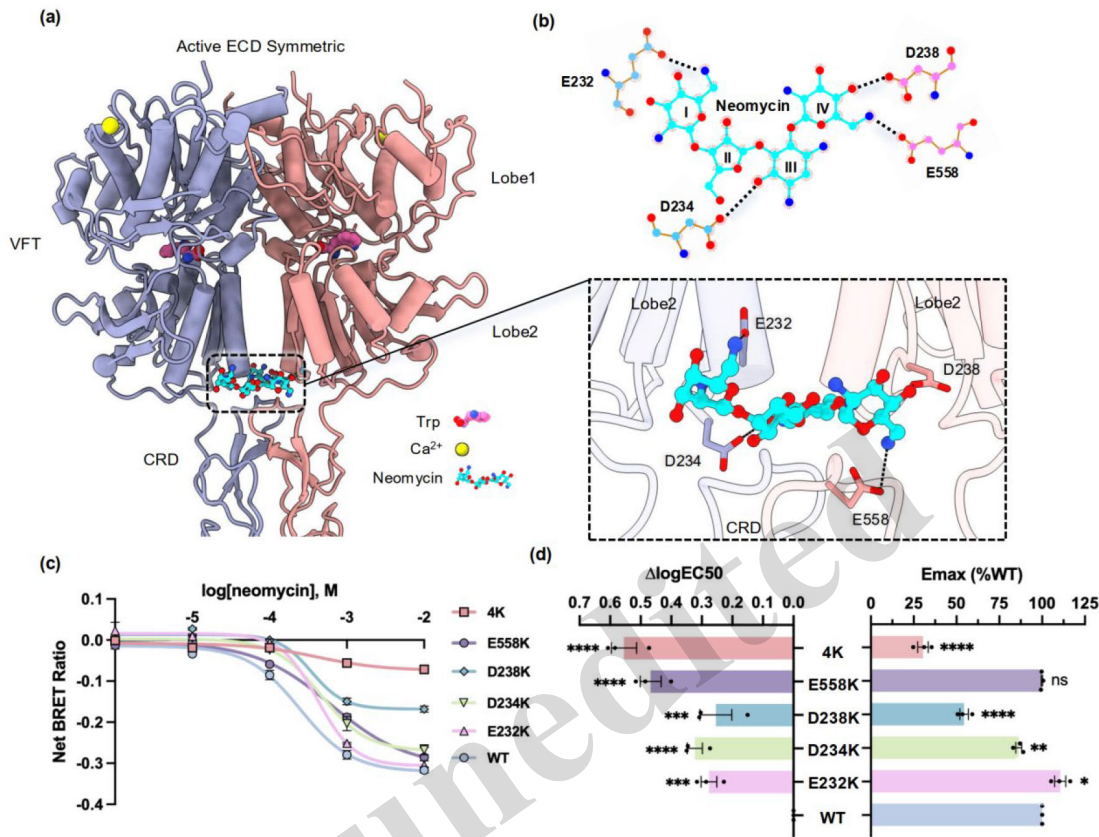 (a)
Active ECD Symmetric
VFT
Lobe1
Lobe2
CRD
Trp
Ca²⁺
Neomycin
(b)
E232
D238
Neomycin
I
II
III
IV
D234
E558
Lobe2
E232
Lobe2
D238
D234
CRD
E558
(c)
log[neomycin], M
-5 -4 -3 -2
Net BRET Ratio
0.1
0.0
-0.1
-0.2
-0.3
-0.4
4K
E558K
D238K
D234K
E232K
WT
(d)
ΔlogEC50
0.7 0.6 0.5 0.4 0.3 0.2 0.1 0.0
Emax (%WT)
0 25 50 75 100 125
**** 4K ****
**** E558K ns
*** D238K ****
**** D234K **
*** E232K *
WT
unedited